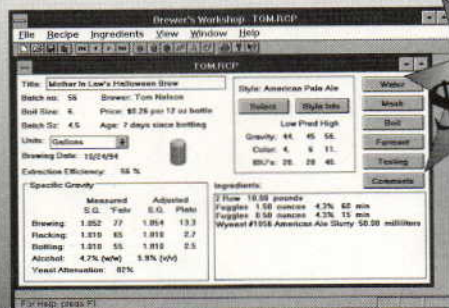 Brewer's Workshop TOM.RCP
File Recipe Ingredients View Window Help
TOM.RCP
Title: Mother In Law's Halloween Brew
Batch no: 56 Brewer: Tom Nelson
Boil Size: 6. Price: $0.26 per 12 oz bottle
Batch Sz: 4.5 Age: 7 days since bottling
Units: Gallons
Brewing Date: 10/24/94
Extraction Efficiency: 56 %
Style: American Pale Ale
Select Style Info
Low Pred High
Gravity: 44. 45 56.
Color: 4. 6 11.
IBU's: 20. 28 40.
Water
Mash
Boil
Ferment
Tasting
Comments
Specific Gravity
Measured Adjusted
S.G. °Fahr S.G. Plato
Brewing: 1.052 77 1.054 13.3
Racking: 1.010 65 1.010 2.7
Bottling: 1.010 55 1.010 2.5
Alcohol: 4.7% (w/w) 5.9% (v/v)
Yeast Attenuation: 82%
Ingredients:
2 Row 10.00 pounds
Fuggles 1.50 ounces 4.3% 60 min
Fuggles 0.50 ounces 4.3% 15 min
Wyeast #1056 American Ale Slurry 50.00 milliliters
For Help, press F1